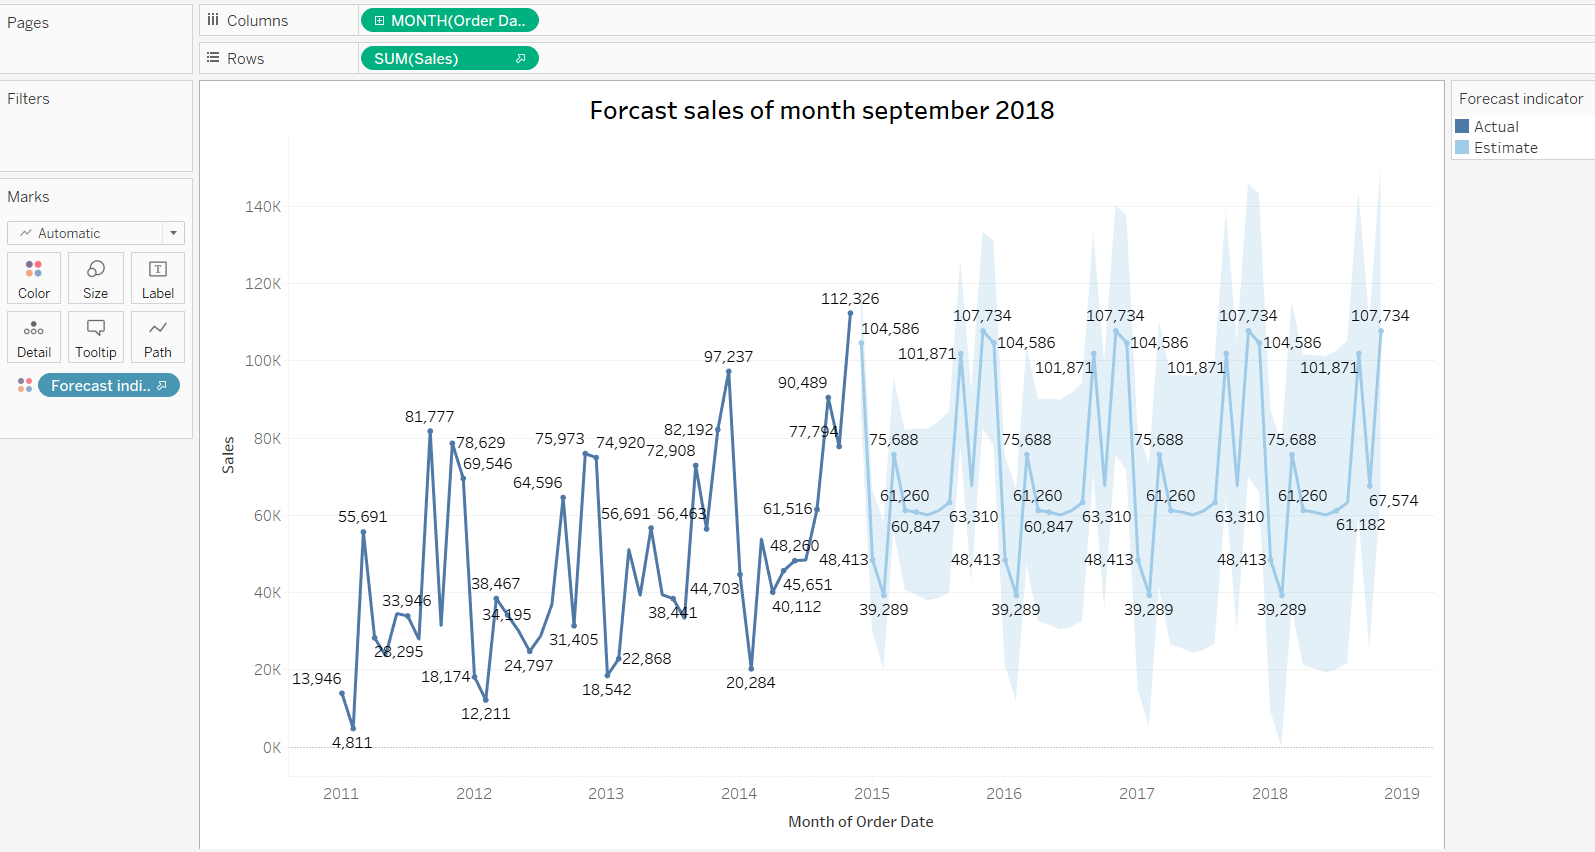 Pages
Columns
MONTH(Order Da..
Rows
SUM(Sales)
Filters
Marks
Automatic
Color
Size
Label
Detail
Tooltip
Path
Forecast indi..
Forcast sales of month september 2018
Forecast indicator
Actual
Estimate
Sales
140K
120K
100K
80K
60K
40K
20K
0K
13,946
4,811
55,691
28,295
33,946
81,777
78,629
69,546
18,174
12,211
38,467
34,195
24,797
64,596
31,405
75,973
74,920
18,542
22,868
56,691
38,441
72,908
56,463
82,192
97,237
44,703
20,284
40,112
45,651
48,260
61,516
90,489
77,794
112,326
104,586
48,413
39,289
75,688
61,260
60,847
63,310
101,871
107,734
104,586
48,413
39,289
75,688
61,260
60,847
63,310
101,871
107,734
104,586
48,413
39,289
75,688
61,260
63,310
101,871
107,734
104,586
48,413
39,289
75,688
61,260
61,182
101,871
67,574
107,734
2011
2012
2013
2014
2015
2016
2017
2018
2019
Month of Order Date